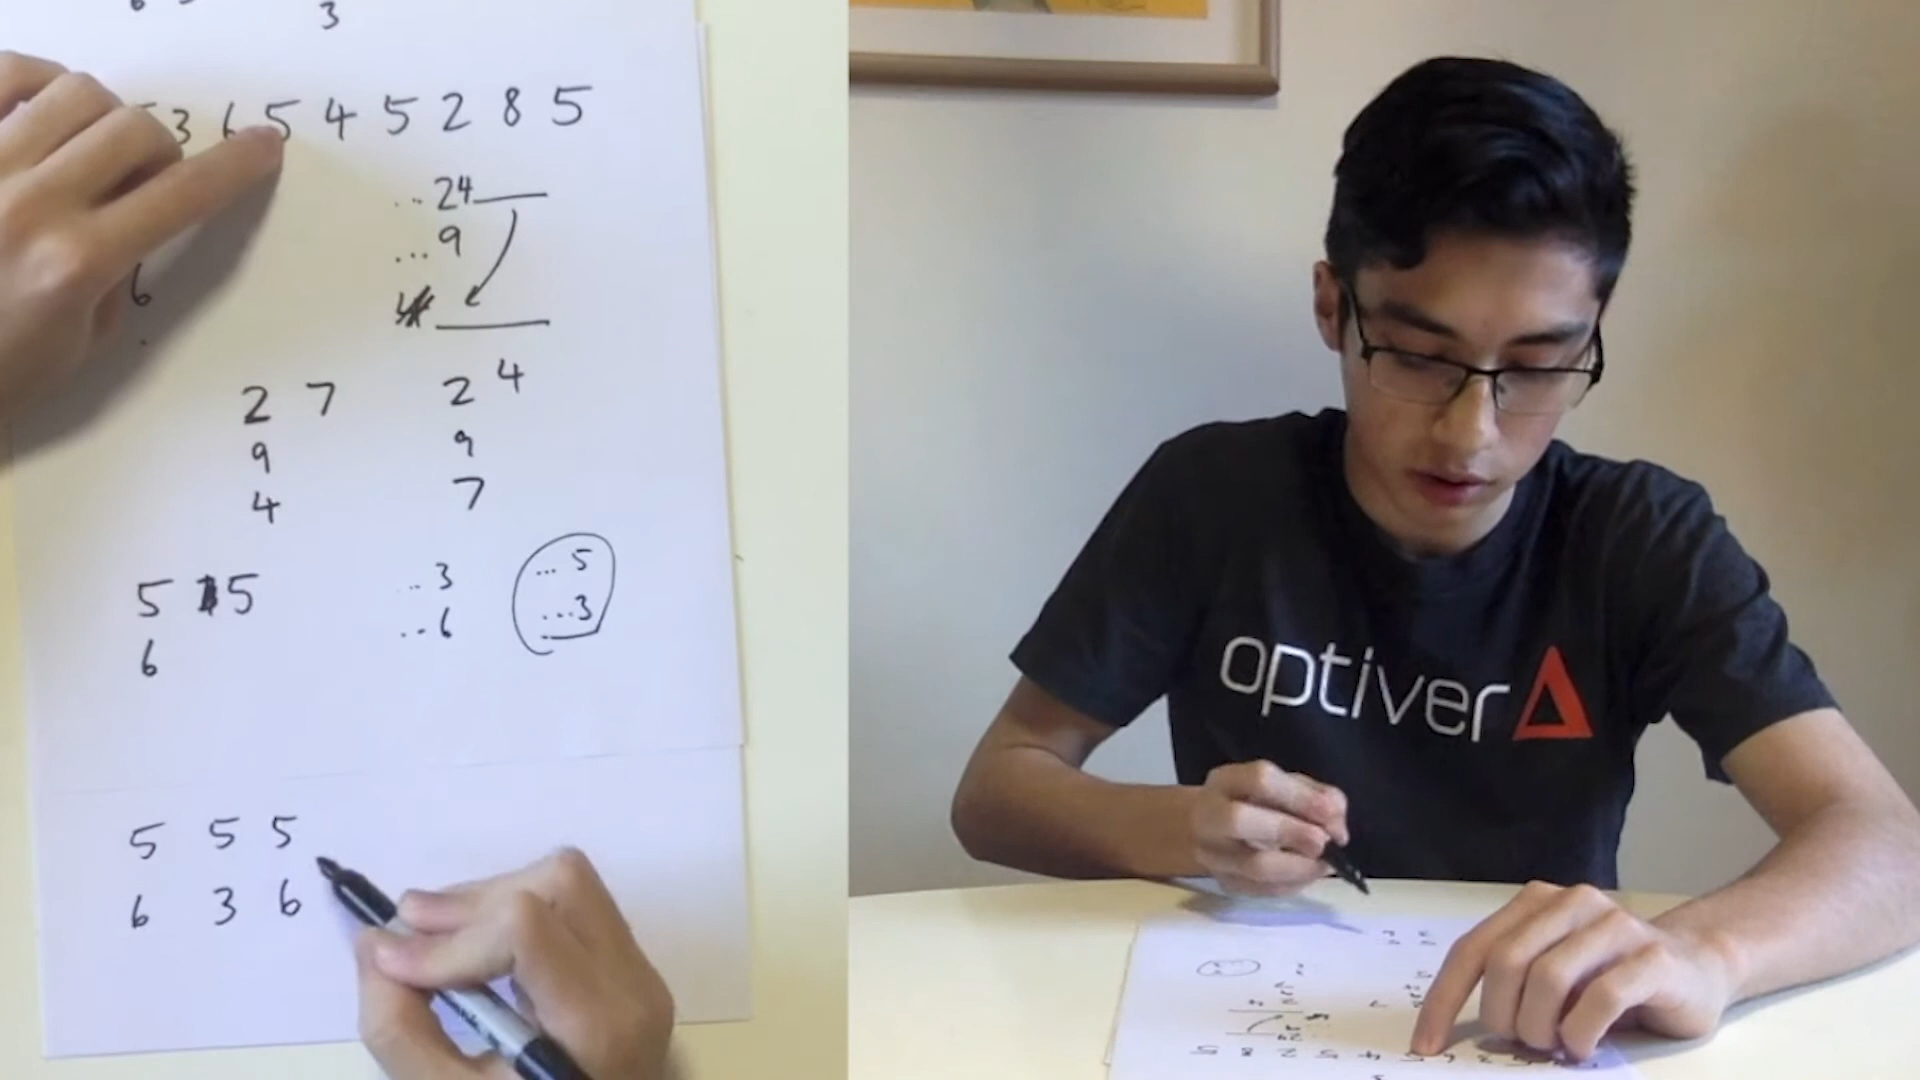 3
3 6 5 4 5 2 8 5
... 24
... 9
6
2 7 2 4
9 9
4 7
5 5 ... 3 ... 5
6 ... 6 ... 3
5 5 5
6 3 6
optiver